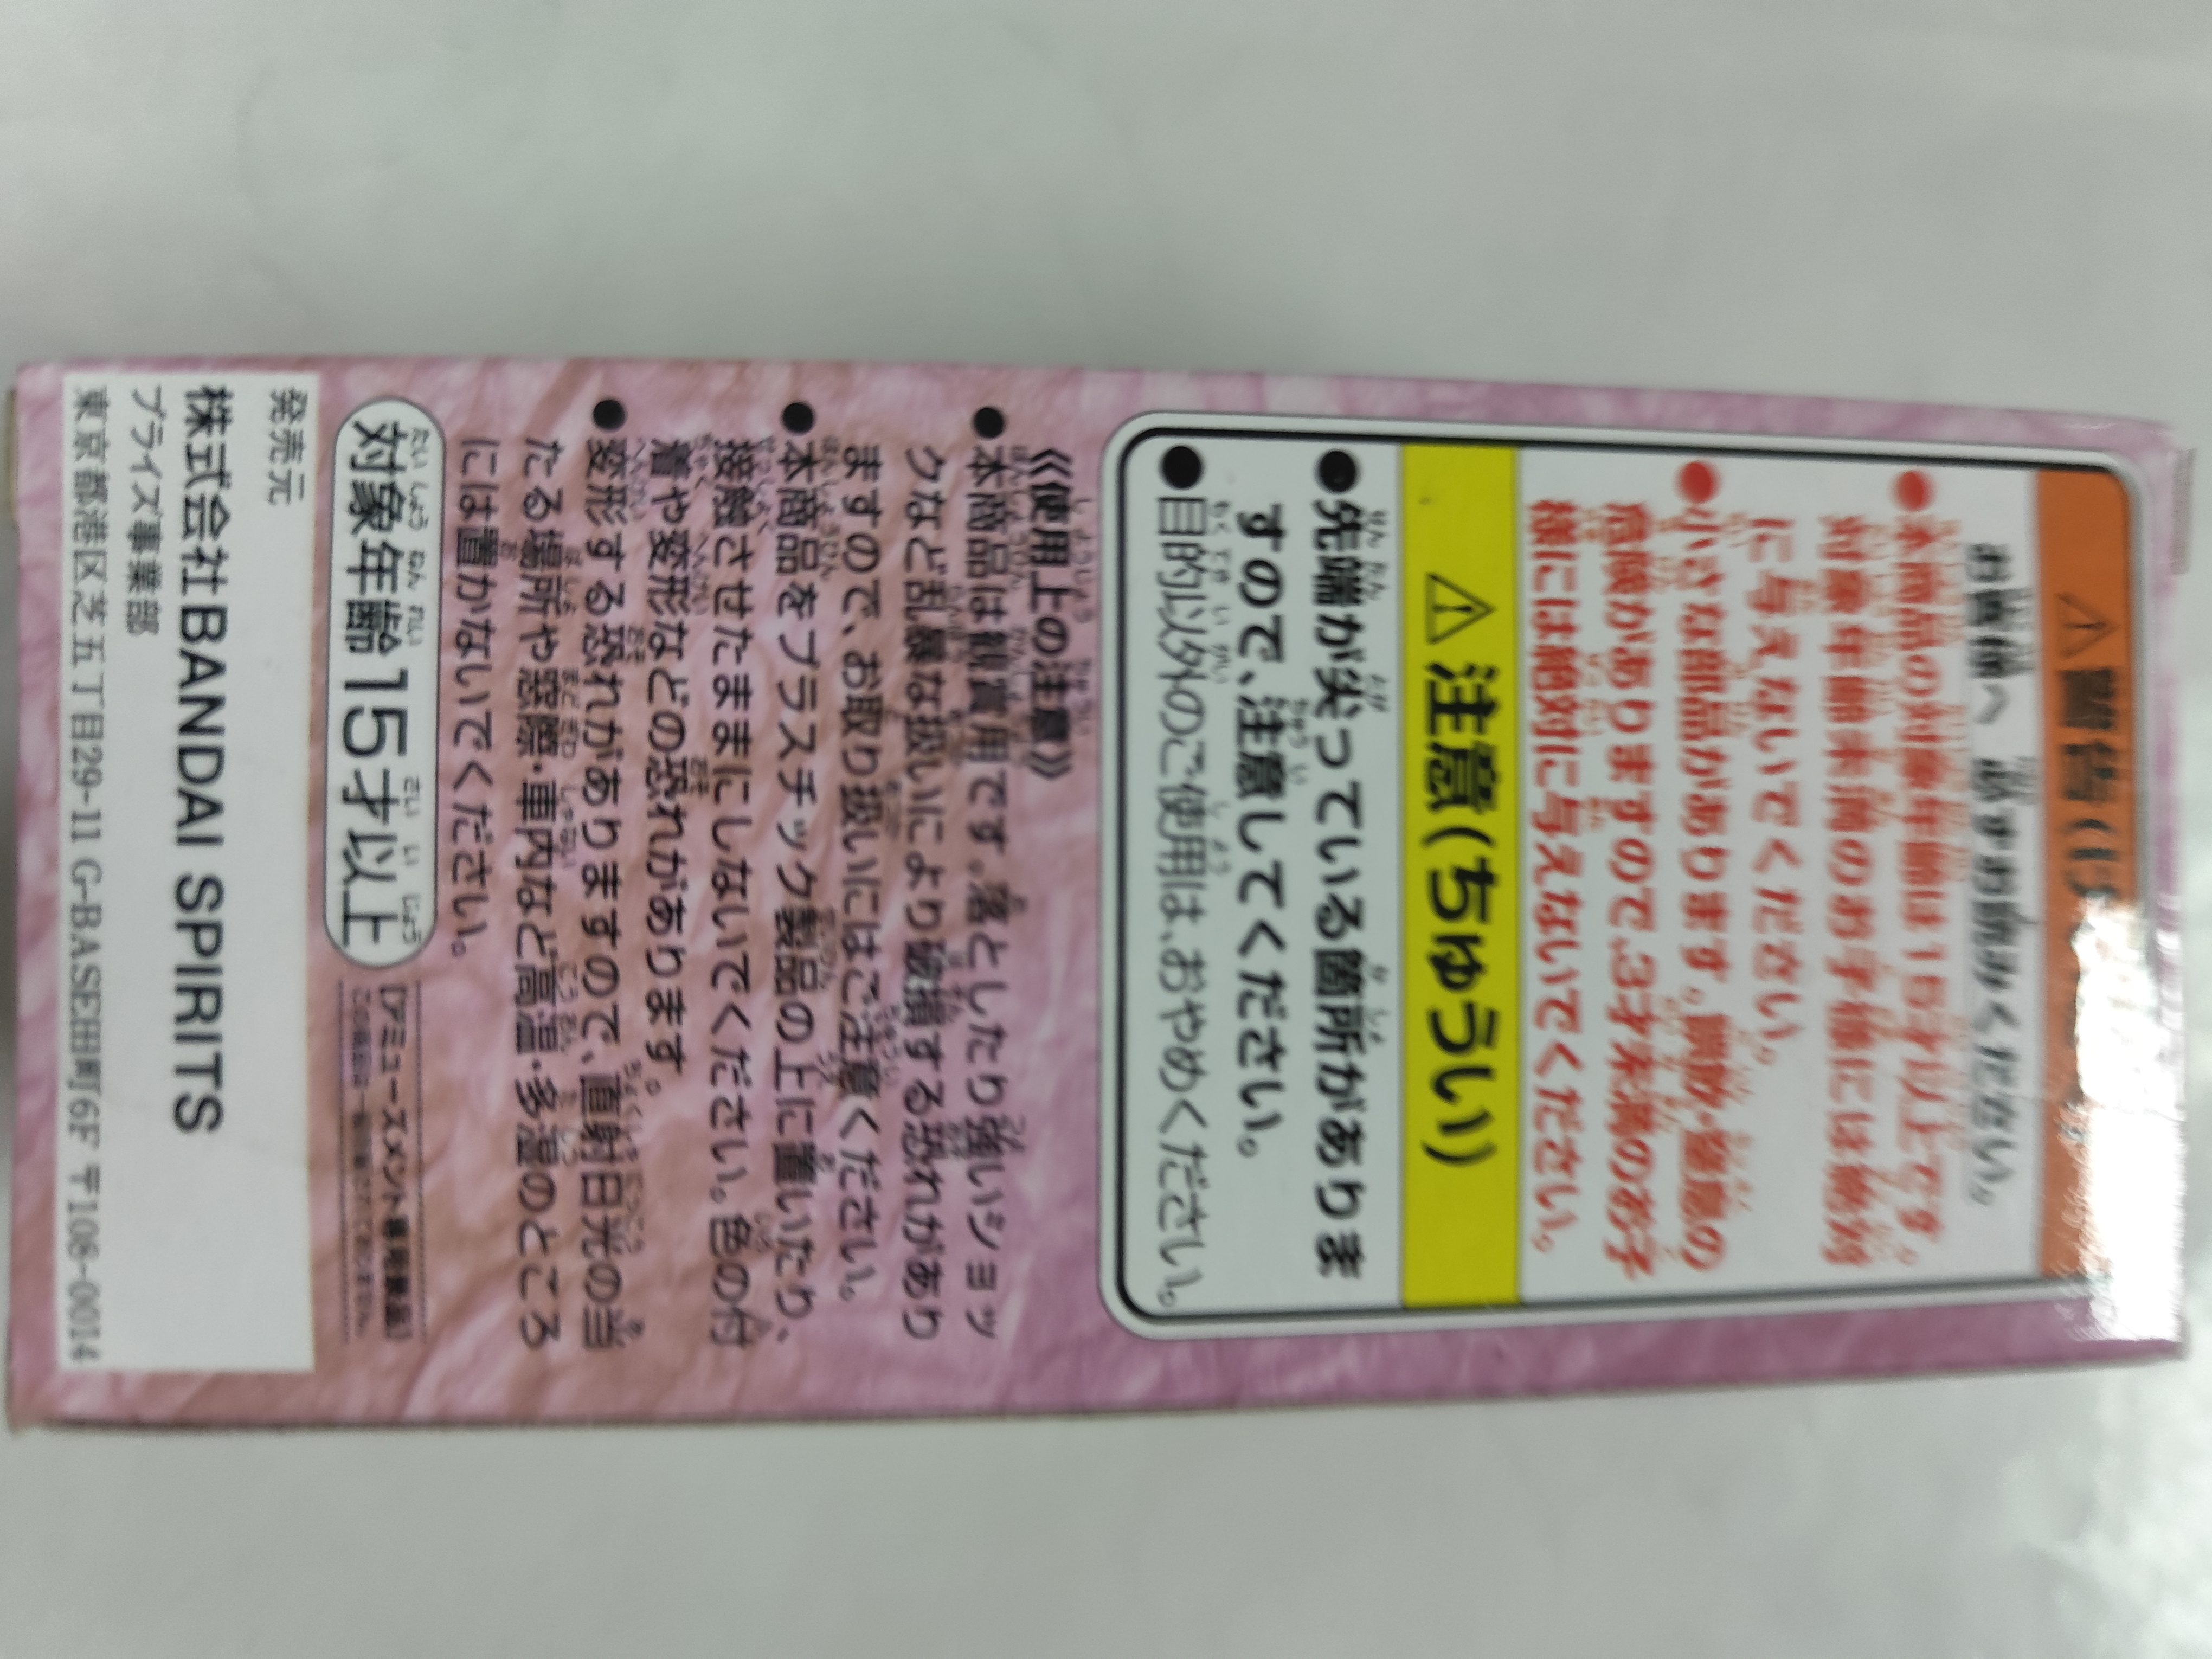 ⚠警告
お客様へ 必ずお読みください。
●本商品の対象年齢は15才以上です。
対象年齢未満のお子様には絶対
に与えないでください。
●小さな部品があります。誤飲・窒息の
危険がありますので、3才未満のお子
様には絶対に与えないでください。
⚠注意(ちゅうい)
●先端が尖っている箇所がありま
すので、注意してください。
●目的以外のご使用は、おやめください。
《使用上の注意》
●本商品は観賞用です。落としたり強いショッ
クなど乱暴な扱いにより破損する恐れがあり
ますので、お取り扱いにはご注意ください。
●本商品をプラスチック製品の上に置いたり、
接触させたままにしないでください。色の付
着や変形などの恐れがあります。
●変形する恐れがありますので、直射日光の当
たる場所や窓際・車内など高温・多湿のところ
には置かないでください。
対象年齢15才以上
【アミューズメント専用景品】
発売元
株式会社BANDAI SPIRITS
プライズ事業部
東京都港区芝五丁目29-11 G-BASE田町6F 〒108-0014